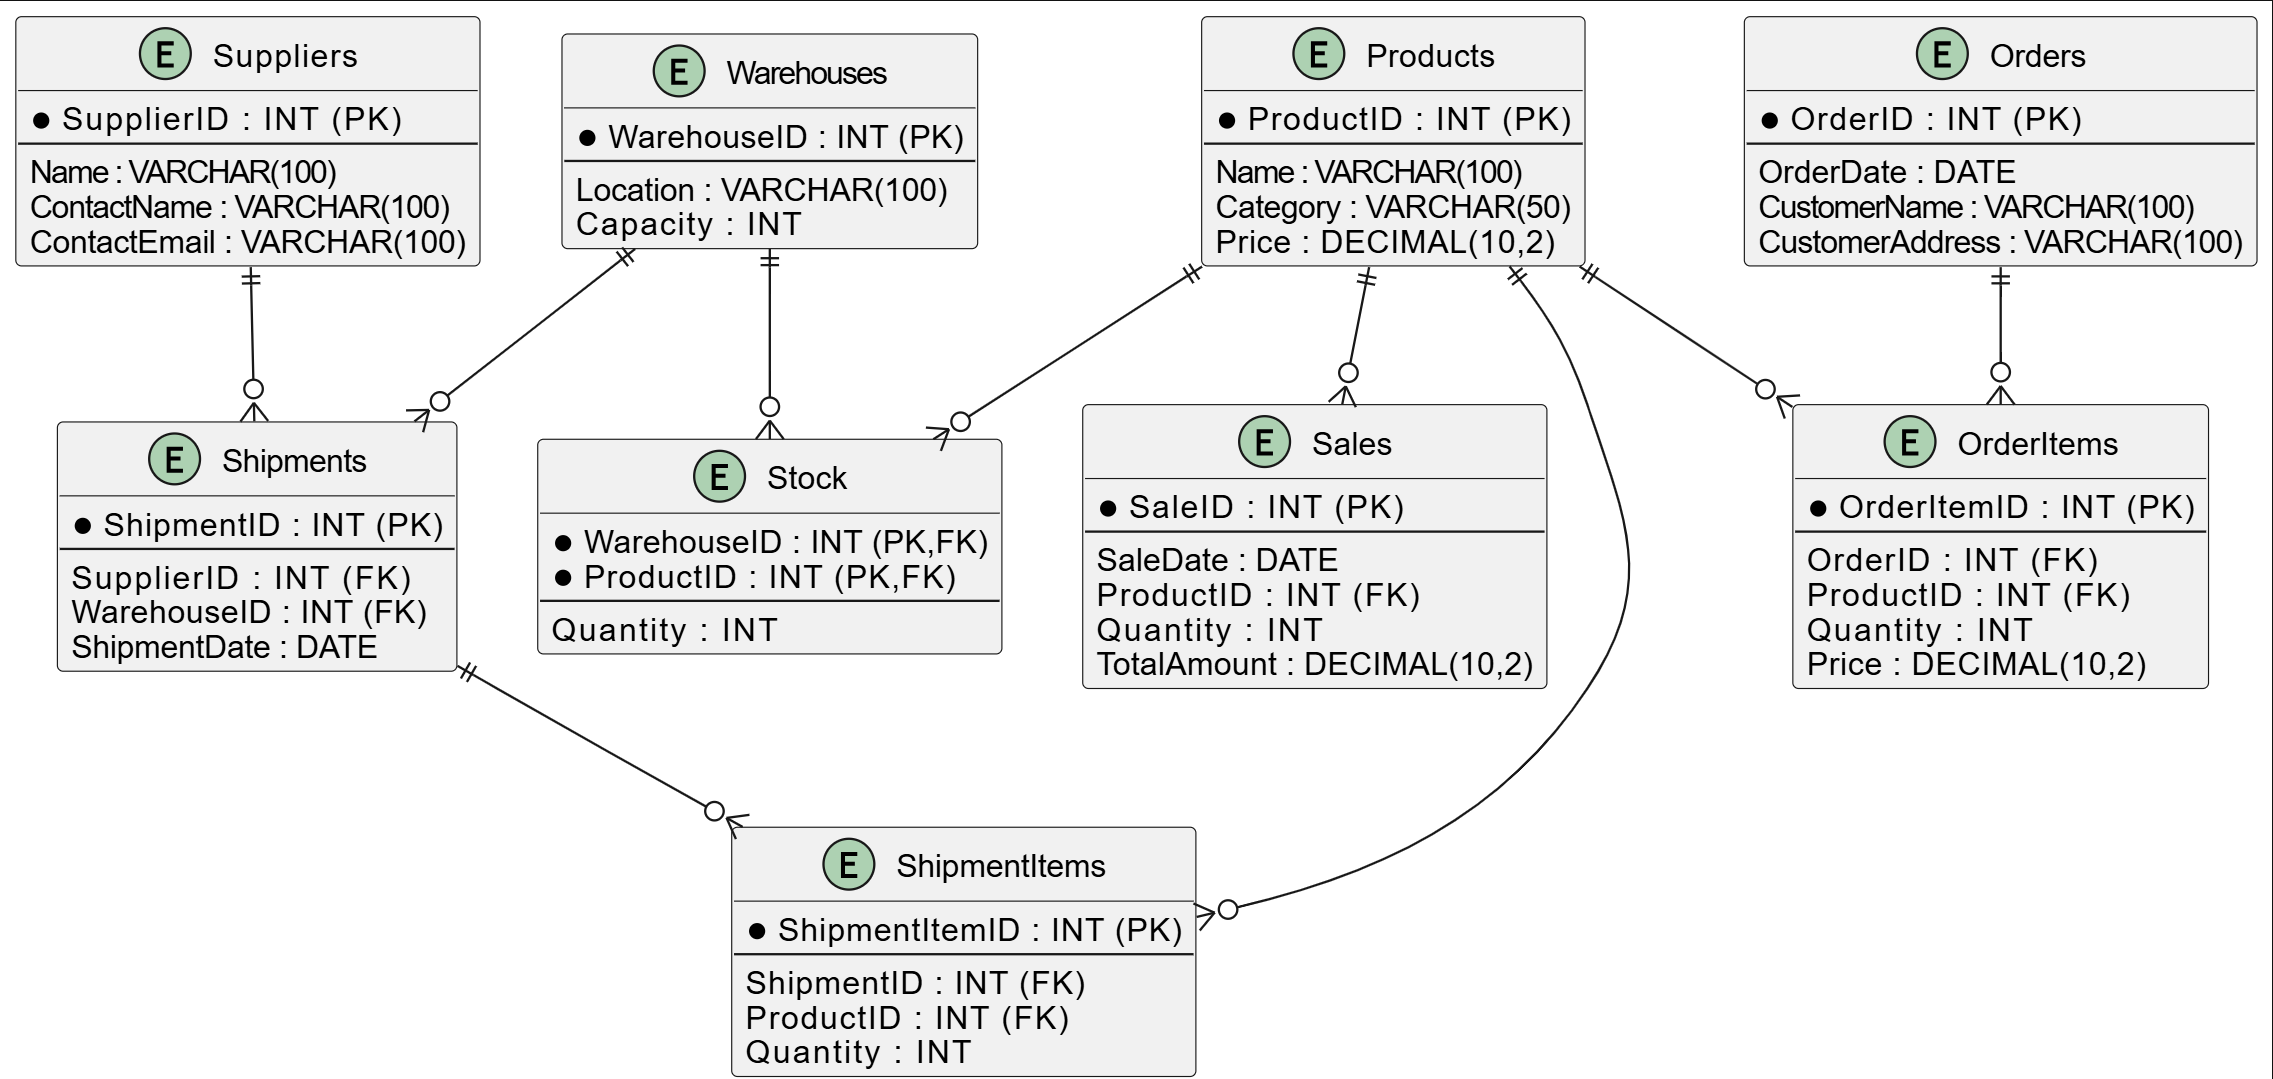 E Suppliers
SupplierID : INT (PK)
Name : VARCHAR(100)
ContactName : VARCHAR(100)
ContactEmail : VARCHAR(100)
E Warehouses
WarehouseID : INT (PK)
Location : VARCHAR(100)
Capacity : INT
E Products
ProductID : INT (PK)
Name : VARCHAR(100)
Category : VARCHAR(50)
Price : DECIMAL(10,2)
E Orders
OrderID : INT (PK)
OrderDate : DATE
CustomerName : VARCHAR(100)
CustomerAddress : VARCHAR(100)
E Shipments
ShipmentID : INT (PK)
SupplierID : INT (FK)
WarehouseID : INT (FK)
ShipmentDate : DATE
E Stock
WarehouseID : INT (PK,FK)
ProductID : INT (PK,FK)
Quantity : INT
E Sales
SaleID : INT (PK)
SaleDate : DATE
ProductID : INT (FK)
Quantity : INT
TotalAmount : DECIMAL(10,2)
E OrderItems
OrderItemID : INT (PK)
OrderID : INT (FK)
ProductID : INT (FK)
Quantity : INT
Price : DECIMAL(10,2)
E ShipmentItems
ShipmentItemID : INT (PK)
ShipmentID : INT (FK)
ProductID : INT (FK)
Quantity : INT